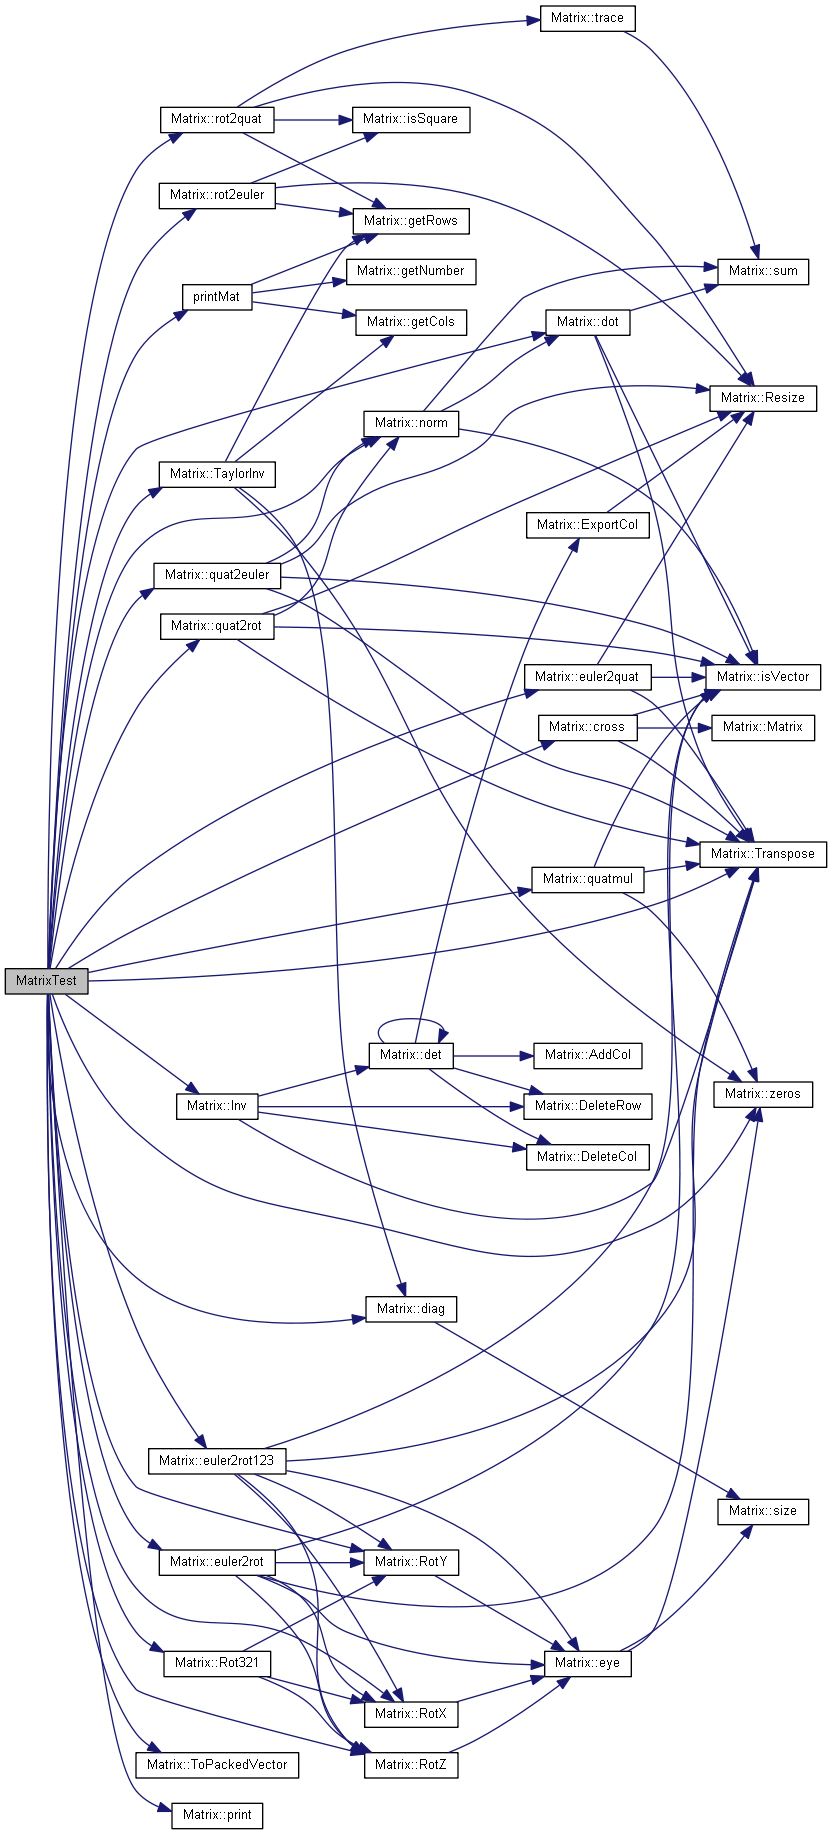 Matrix::trace
Matrix::rot2quat
Matrix::isSquare
Matrix::rot2euler
Matrix::getRows
Matrix::getNumber
Matrix::sum
printMat
Matrix::getCols
Matrix::dot
Matrix::Resize
Matrix::norm
Matrix::TaylorInv
Matrix::ExportCol
Matrix::quat2euler
Matrix::quat2rot
Matrix::euler2quat
Matrix::isVector
Matrix::cross
Matrix::Matrix
Matrix::Transpose
Matrix::quatmul
MatrixTest
Matrix::det
Matrix::AddCol
Matrix::zeros
Matrix::Inv
Matrix::DeleteRow
Matrix::DeleteCol
Matrix::diag
Matrix::euler2rot123
Matrix::size
Matrix::euler2rot
Matrix::RotY
Matrix::Rot321
Matrix::eye
Matrix::RotX
Matrix::ToPackedVector
Matrix::RotZ
Matrix::print